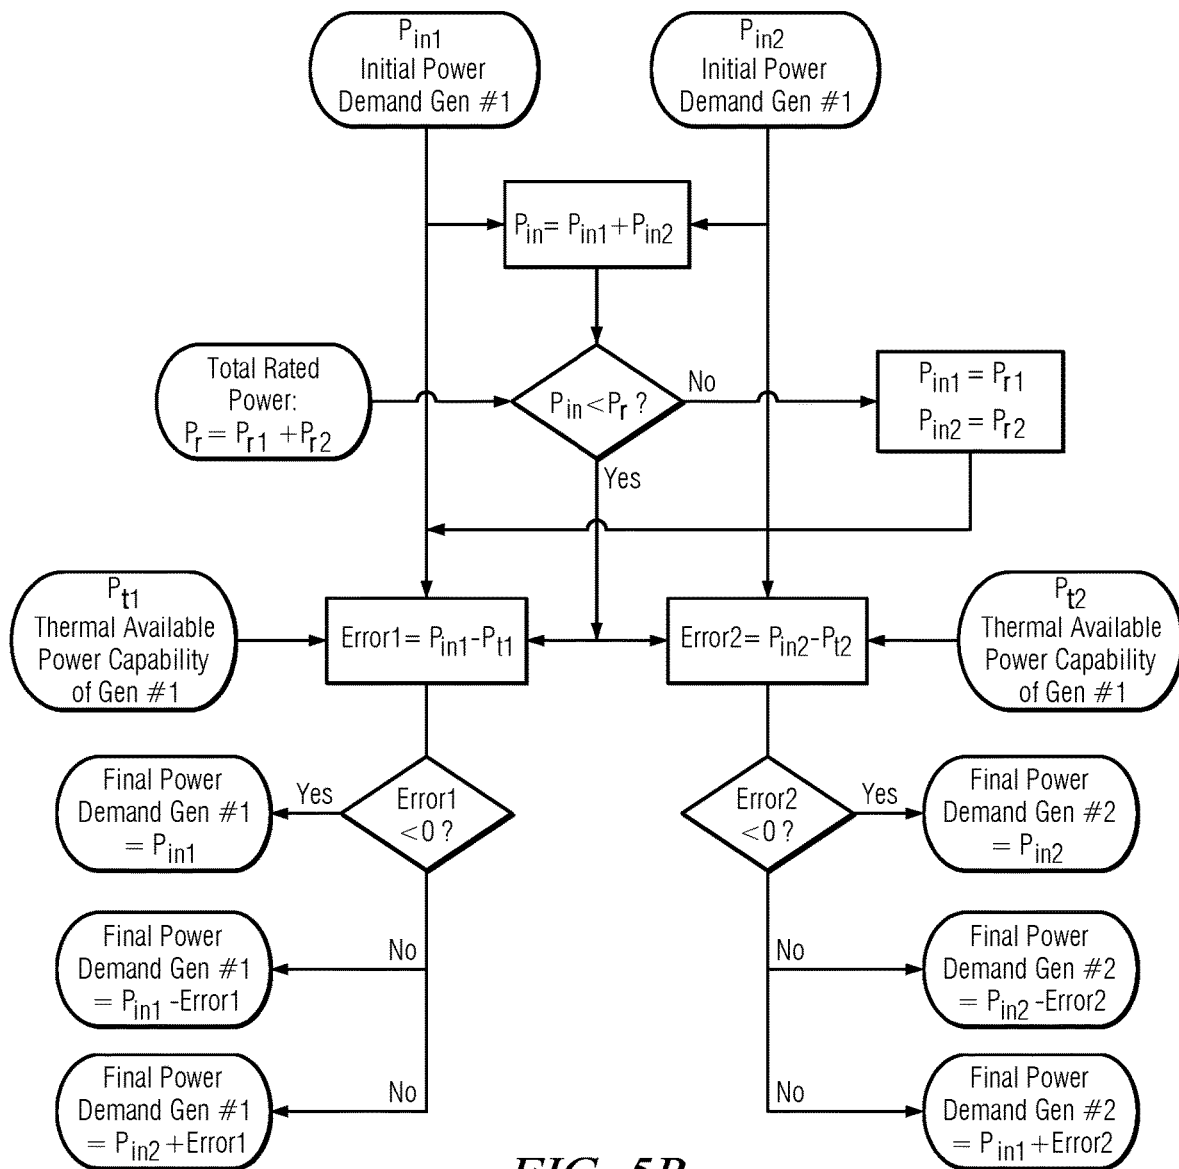 P_in1
Initial Power
Demand Gen #1
P_in2
Initial Power
Demand Gen #1
P_in = P_in1 + P_in2
Total Rated
Power:
P_r = P_r1 + P_r2
P_in < P_r ?
No
Yes
P_in1 = P_r1
P_in2 = P_r2
P_t1
Thermal Available
Power Capability
of Gen #1
Error1 = P_in1 - P_t1
Error2 = P_in2 - P_t2
P_t2
Thermal Available
Power Capability
of Gen #1
Final Power
Demand Gen #1
= P_in1
Yes
Error1
<0 ?
Error2
<0 ?
Yes
Final Power
Demand Gen #2
= P_in2
Final Power
Demand Gen #1
= P_in1 -Error1
No
No
Final Power
Demand Gen #2
= P_in2 -Error2
Final Power
Demand Gen #1
= P_in2 +Error1
No
No
Final Power
Demand Gen #2
= P_in1 +Error2
FIG. 5B